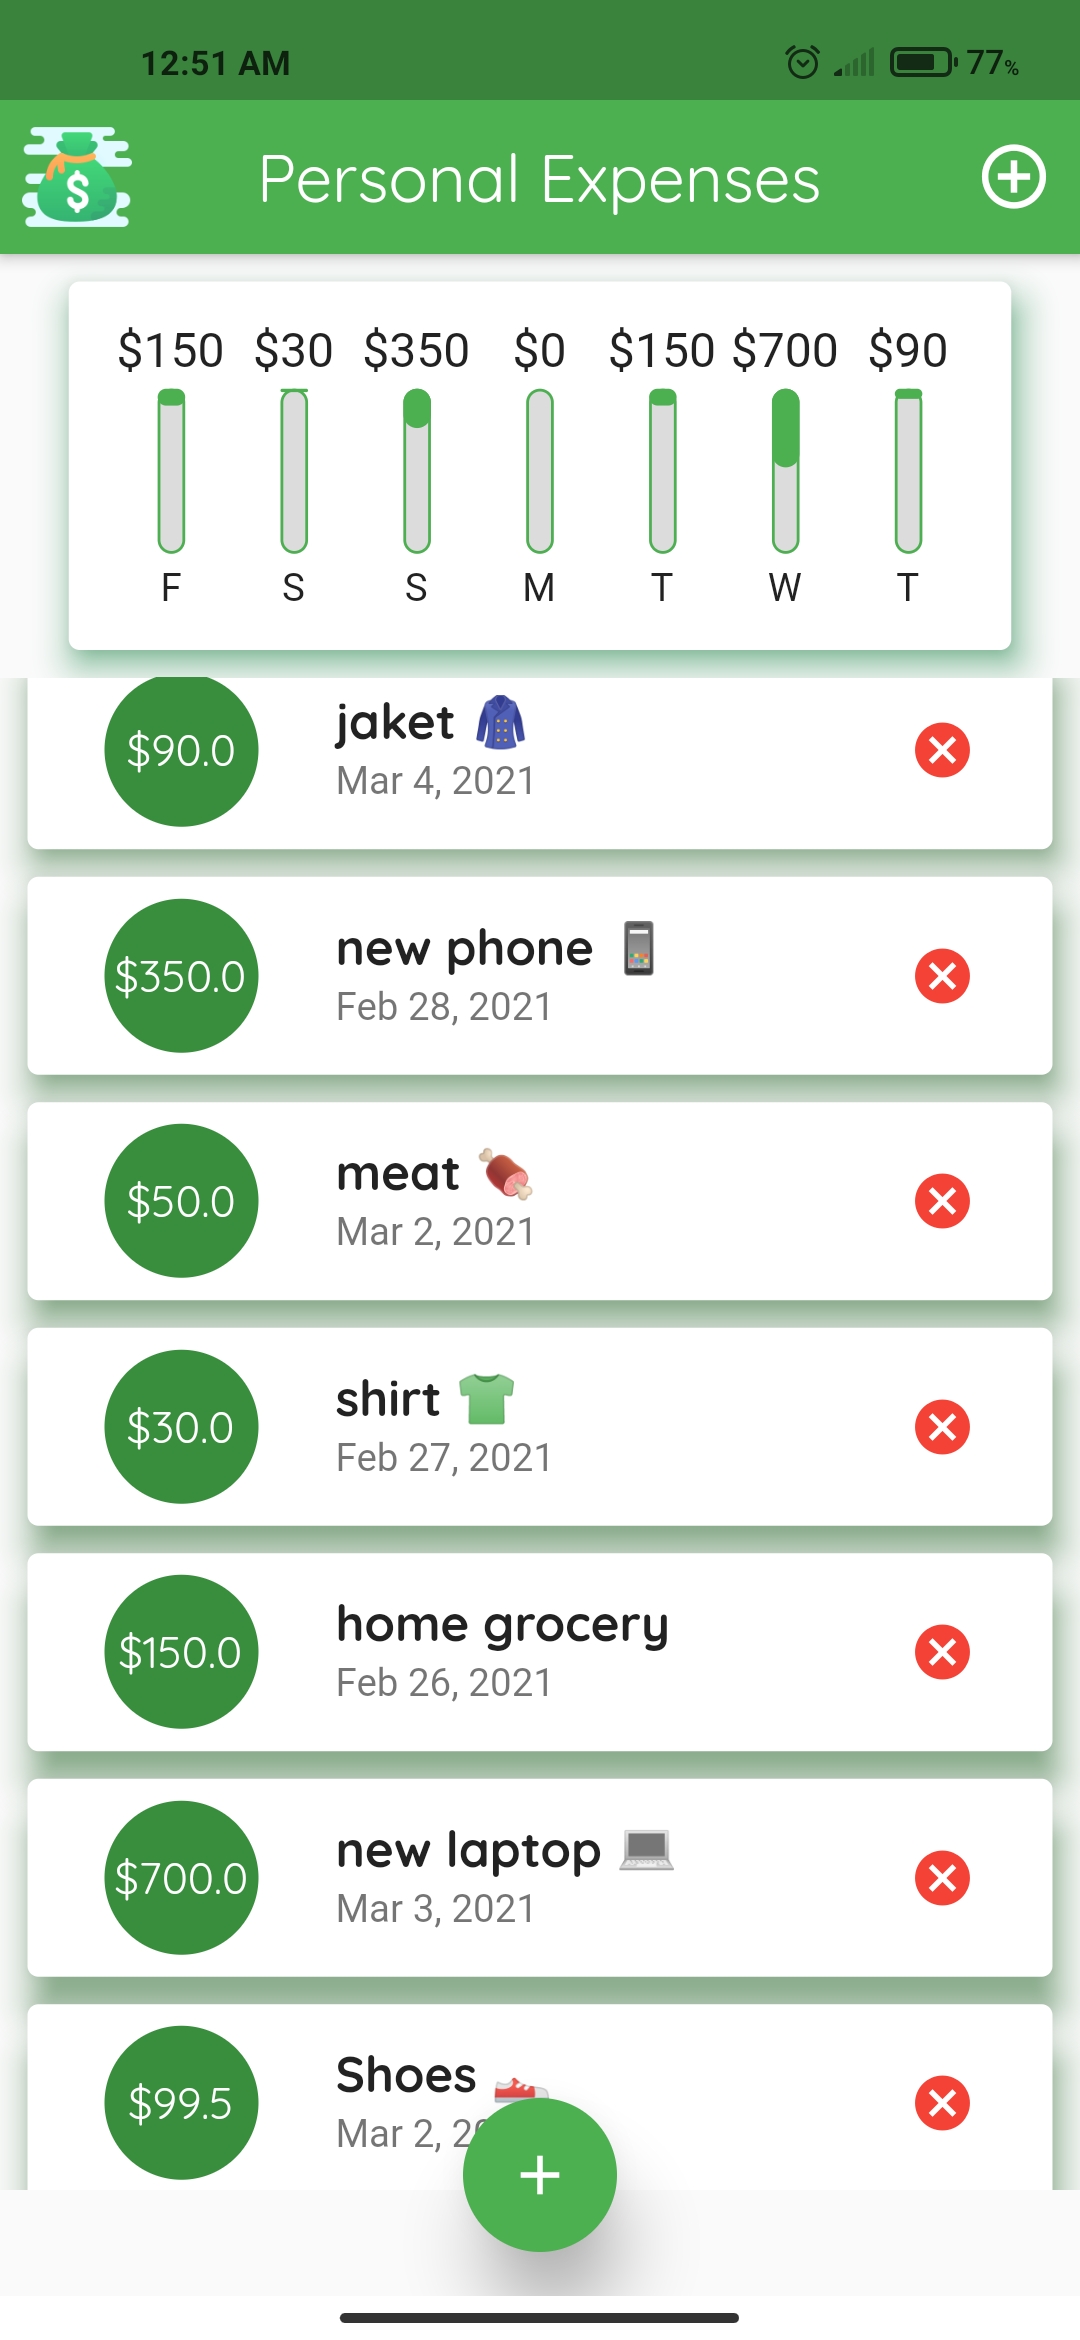 12:51 AM 77%
$
Personal Expenses
$150 $30 $350 $0 $150 $700 $90
F S S M T W T
$90.0
jaket
Mar 4, 2021
$350.0
new phone
Feb 28, 2021
$50.0
meat
Mar 2, 2021
$30.0
shirt
Feb 27, 2021
$150.0
home grocery
Feb 26, 2021
$700.0
new laptop
Mar 3, 2021
$99.5
Shoes
Mar 2,